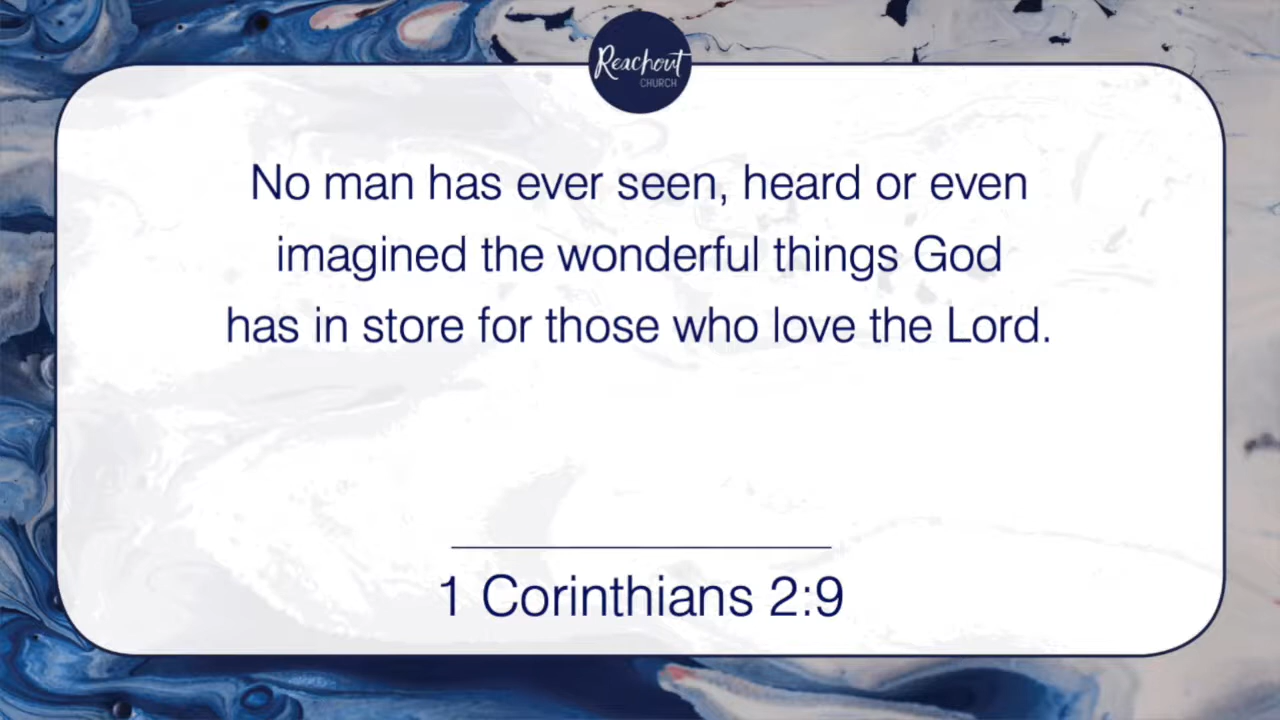 Reachout
CHURCH
No man has ever seen, heard or even
imagined the wonderful things God
has in store for those who love the Lord.
1 Corinthians 2:9